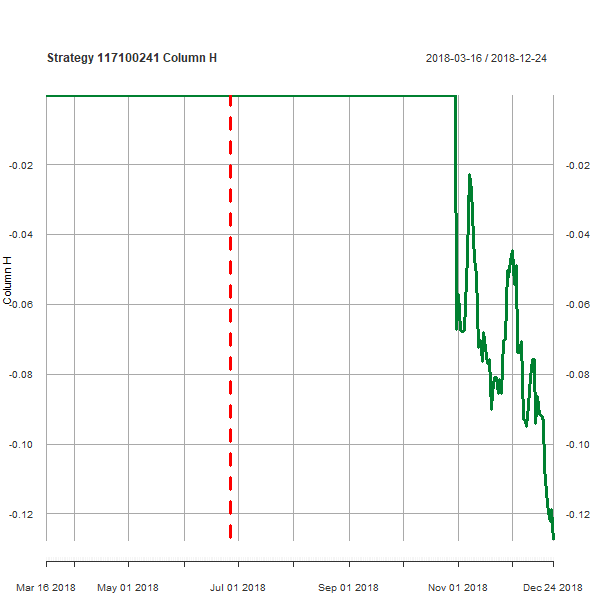 Strategy 117100241 Column H
2018-03-16 / 2018-12-24
-0.02 -0.02
-0.04 -0.04
Column H
-0.06 -0.06
-0.08 -0.08
-0.10 -0.10
-0.12 -0.12
Mar 16 2018 May 01 2018 Jul 01 2018 Sep 01 2018 Nov 01 2018 Dec 24 2018